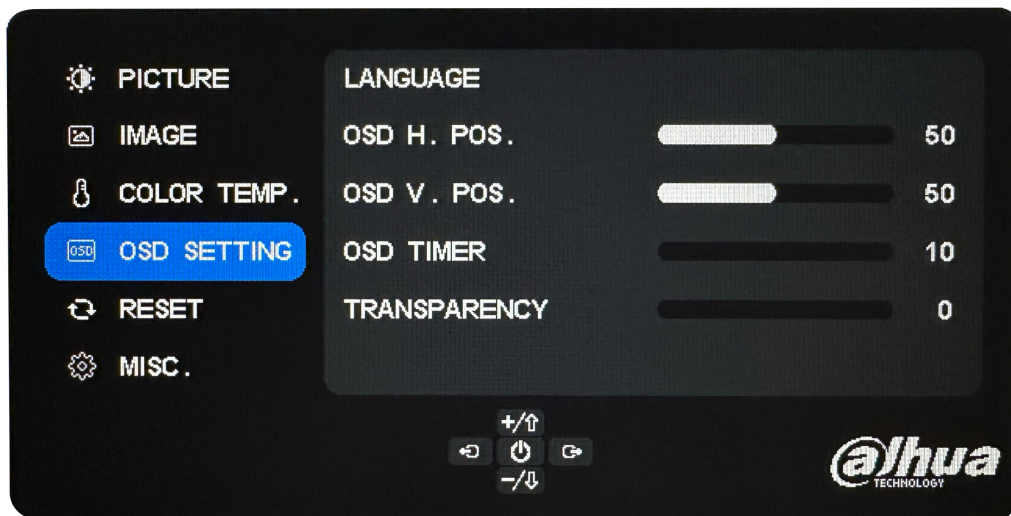 PICTURE
IMAGE
COLOR TEMP.
OSD OSD SETTING
RESET
MISC.
LANGUAGE
OSD H. POS. 50
OSD V. POS. 50
OSD TIMER 10
TRANSPARENCY 0
+/⇧
-/⇩
alhua
TECHNOLOGY